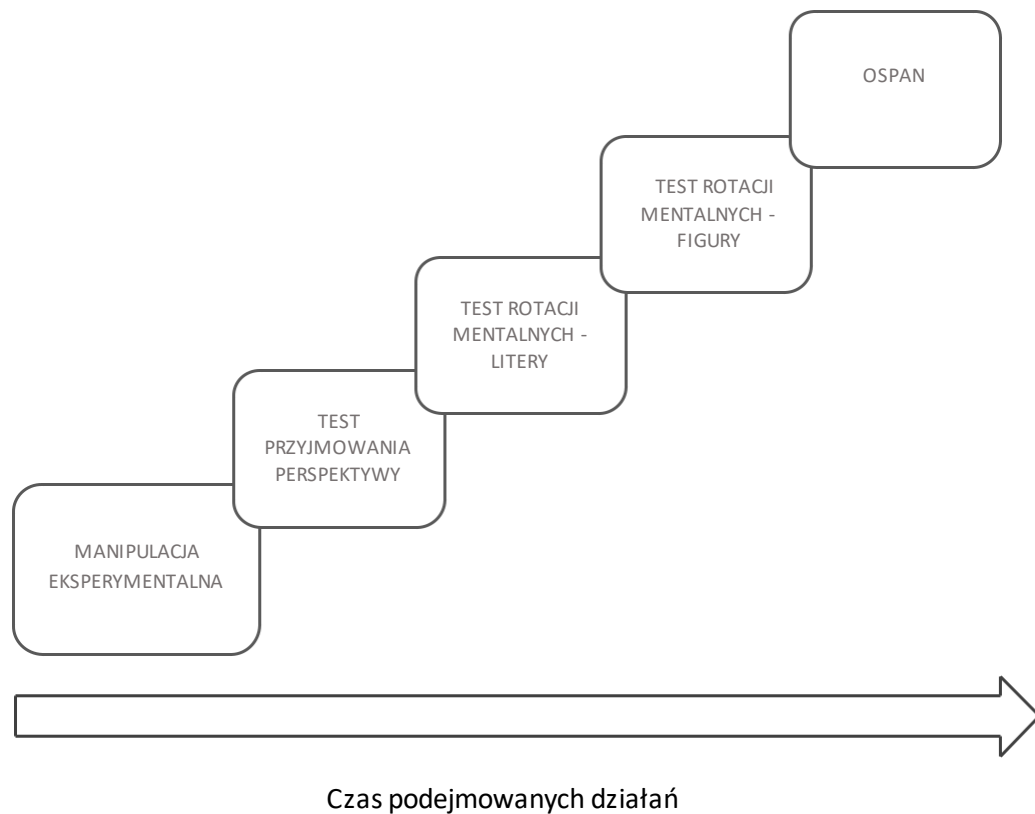 OSPAN
TEST ROTACJI
MENTALNYCH -
FIGURY
TEST ROTACJI
MENTALNYCH -
LITERY
TEST
PRZYJMOWANIA
PERSPEKTYWY
MANIPULACJA
EKSPERYMENTALNA
Czas podejmowanych działań